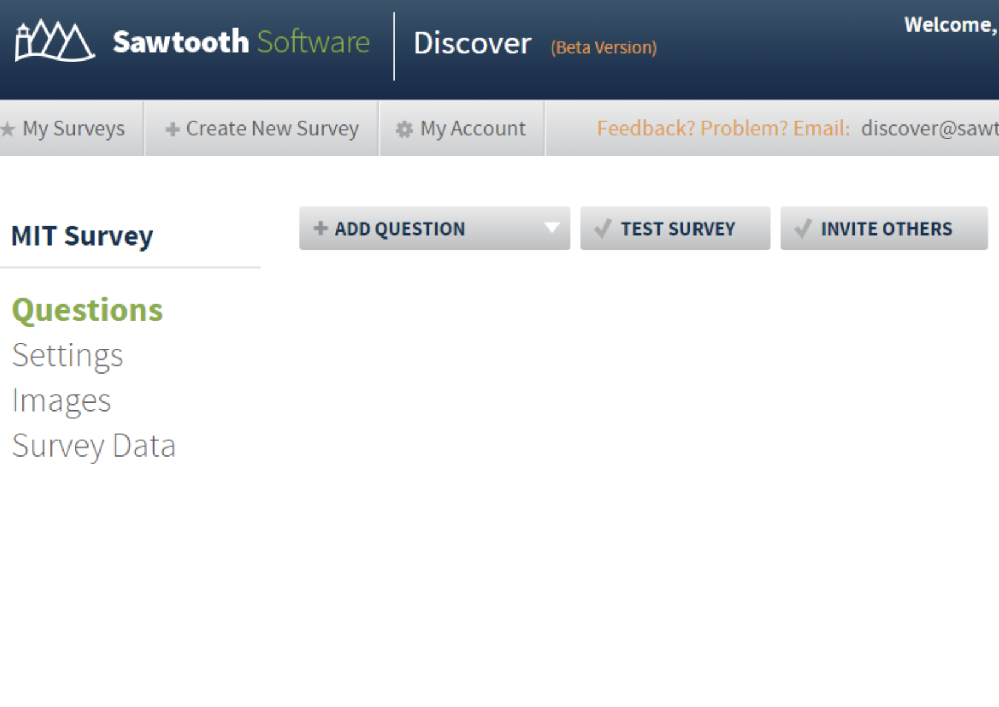 Sawtooth Software Discover (Beta Version)
Welcome,
My Surveys Create New Survey My Account Feedback? Problem? Email: discover@sawt
MIT Survey
ADD QUESTION TEST SURVEY INVITE OTHERS
Questions
Settings
Images
Survey Data